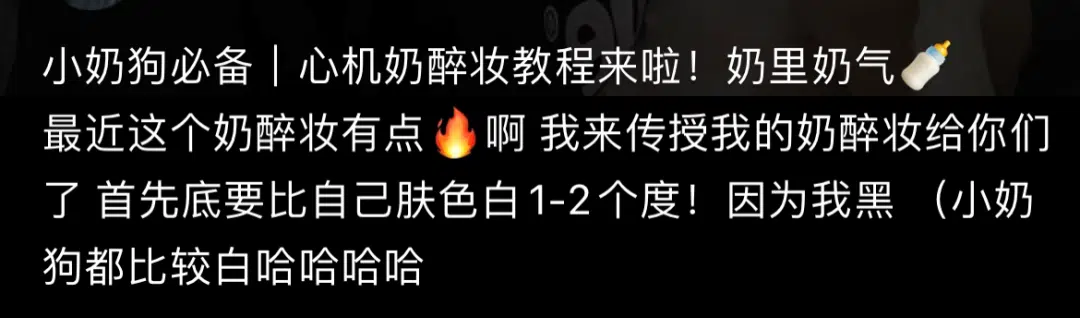 小奶狗必备｜心机奶醉妆教程来啦！奶里奶气🍼
最近这个奶醉妆有点🔥啊 我来传授我的奶醉妆给你们
了 首先底要比自己肤色白1-2个度！因为我黑 （小奶
狗都比较白哈哈哈哈